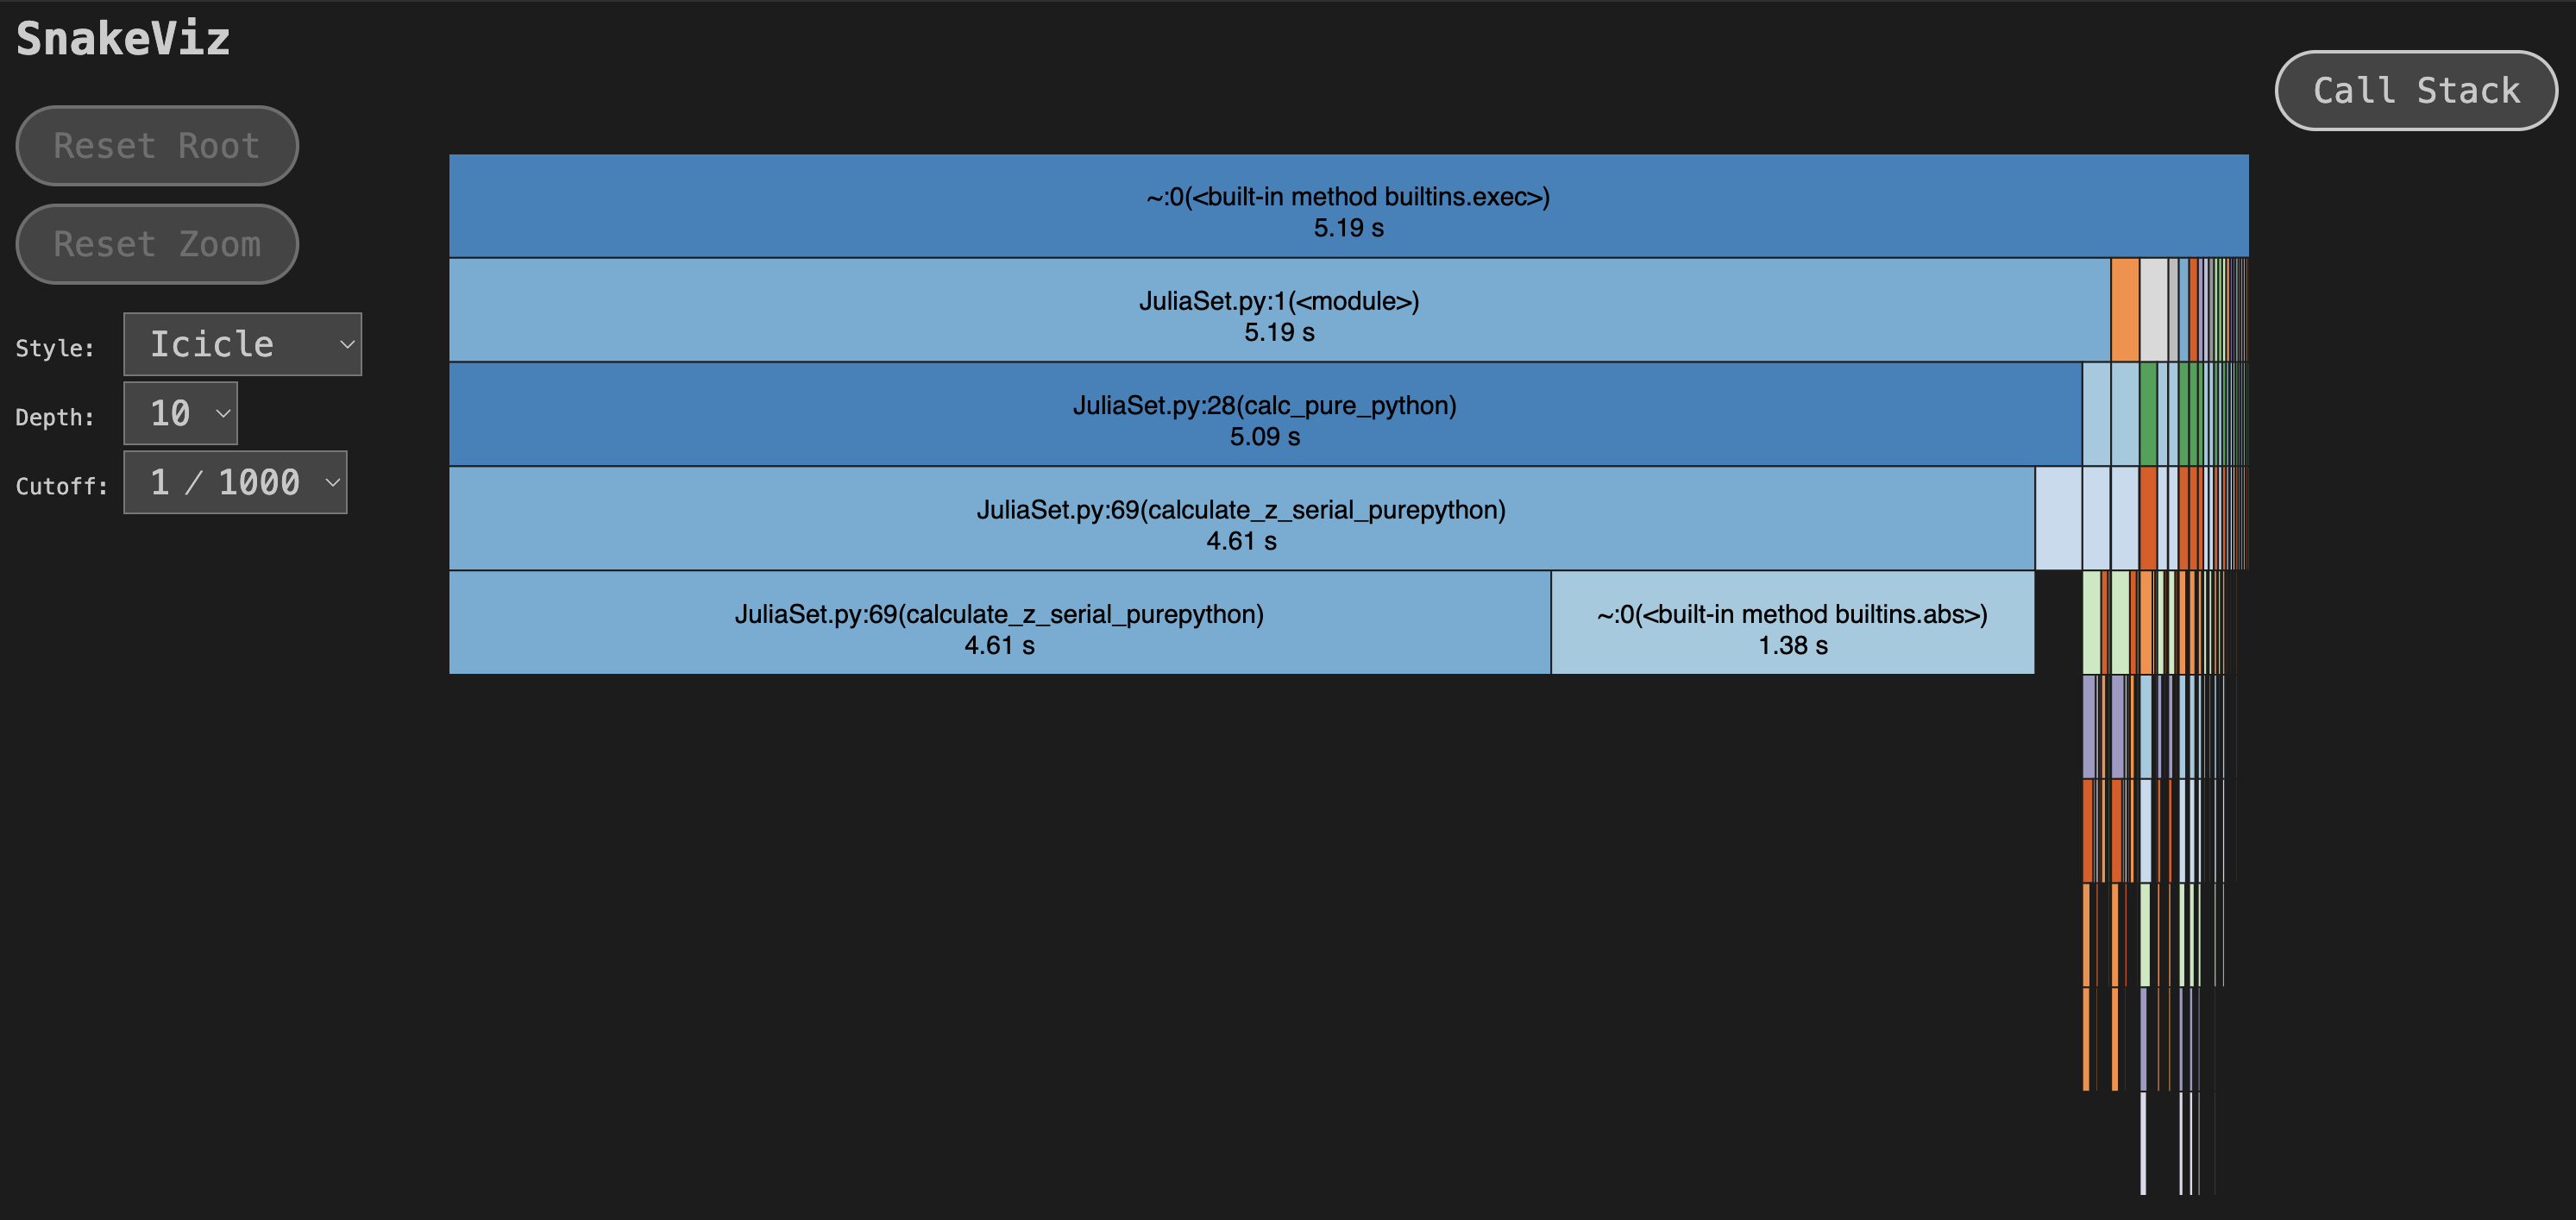 SnakeViz
Call Stack
Reset Root
Reset Zoom
Style: Icicle
Depth: 10
Cutoff: 1 / 1000
~:0(<built-in method builtins.exec>)
5.19 s
JuliaSet.py:1(<module>)
5.19 s
JuliaSet.py:28(calc_pure_python)
5.09 s
JuliaSet.py:69(calculate_z_serial_purepython)
4.61 s
JuliaSet.py:69(calculate_z_serial_purepython)
4.61 s
~:0(<built-in method builtins.abs>)
1.38 s